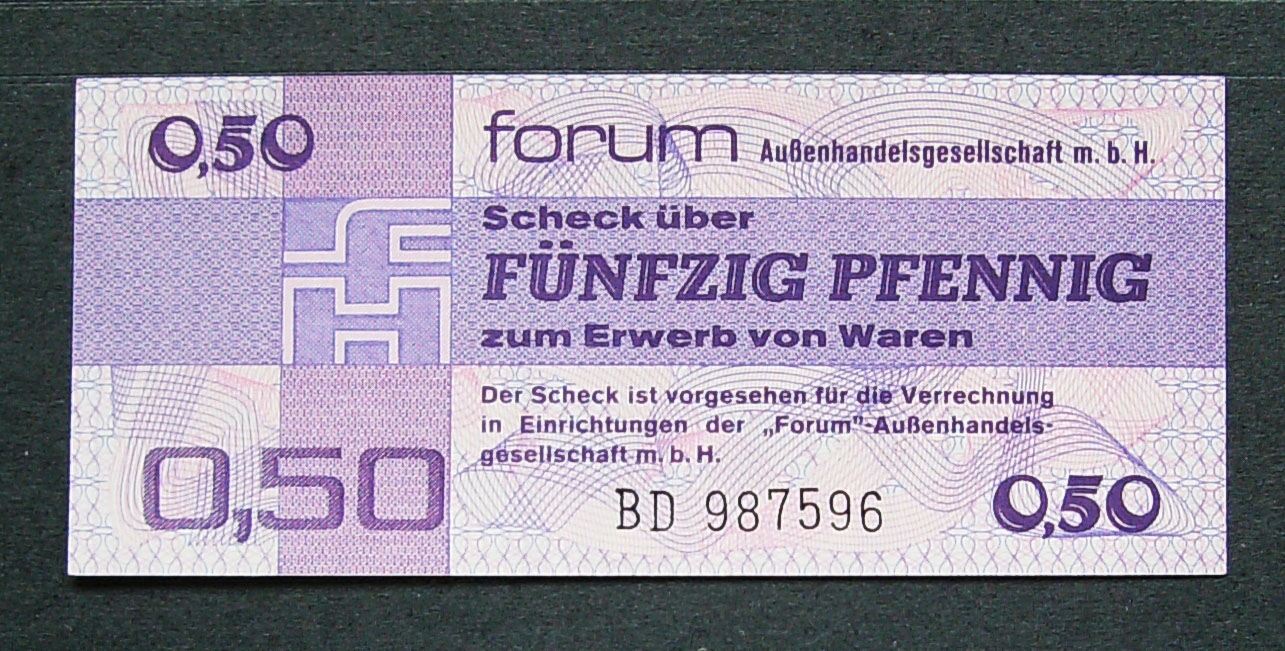 0,50
forum Außenhandelsgesellschaft m. b. H.
Scheck über
FÜNFZIG PFENNIG
zum Erwerb von Waren
Der Scheck ist vorgesehen für die Verrechnung
in Einrichtungen der „Forum"-Außenhandels-
gesellschaft m. b. H.
0,50
BD 987596
0,50